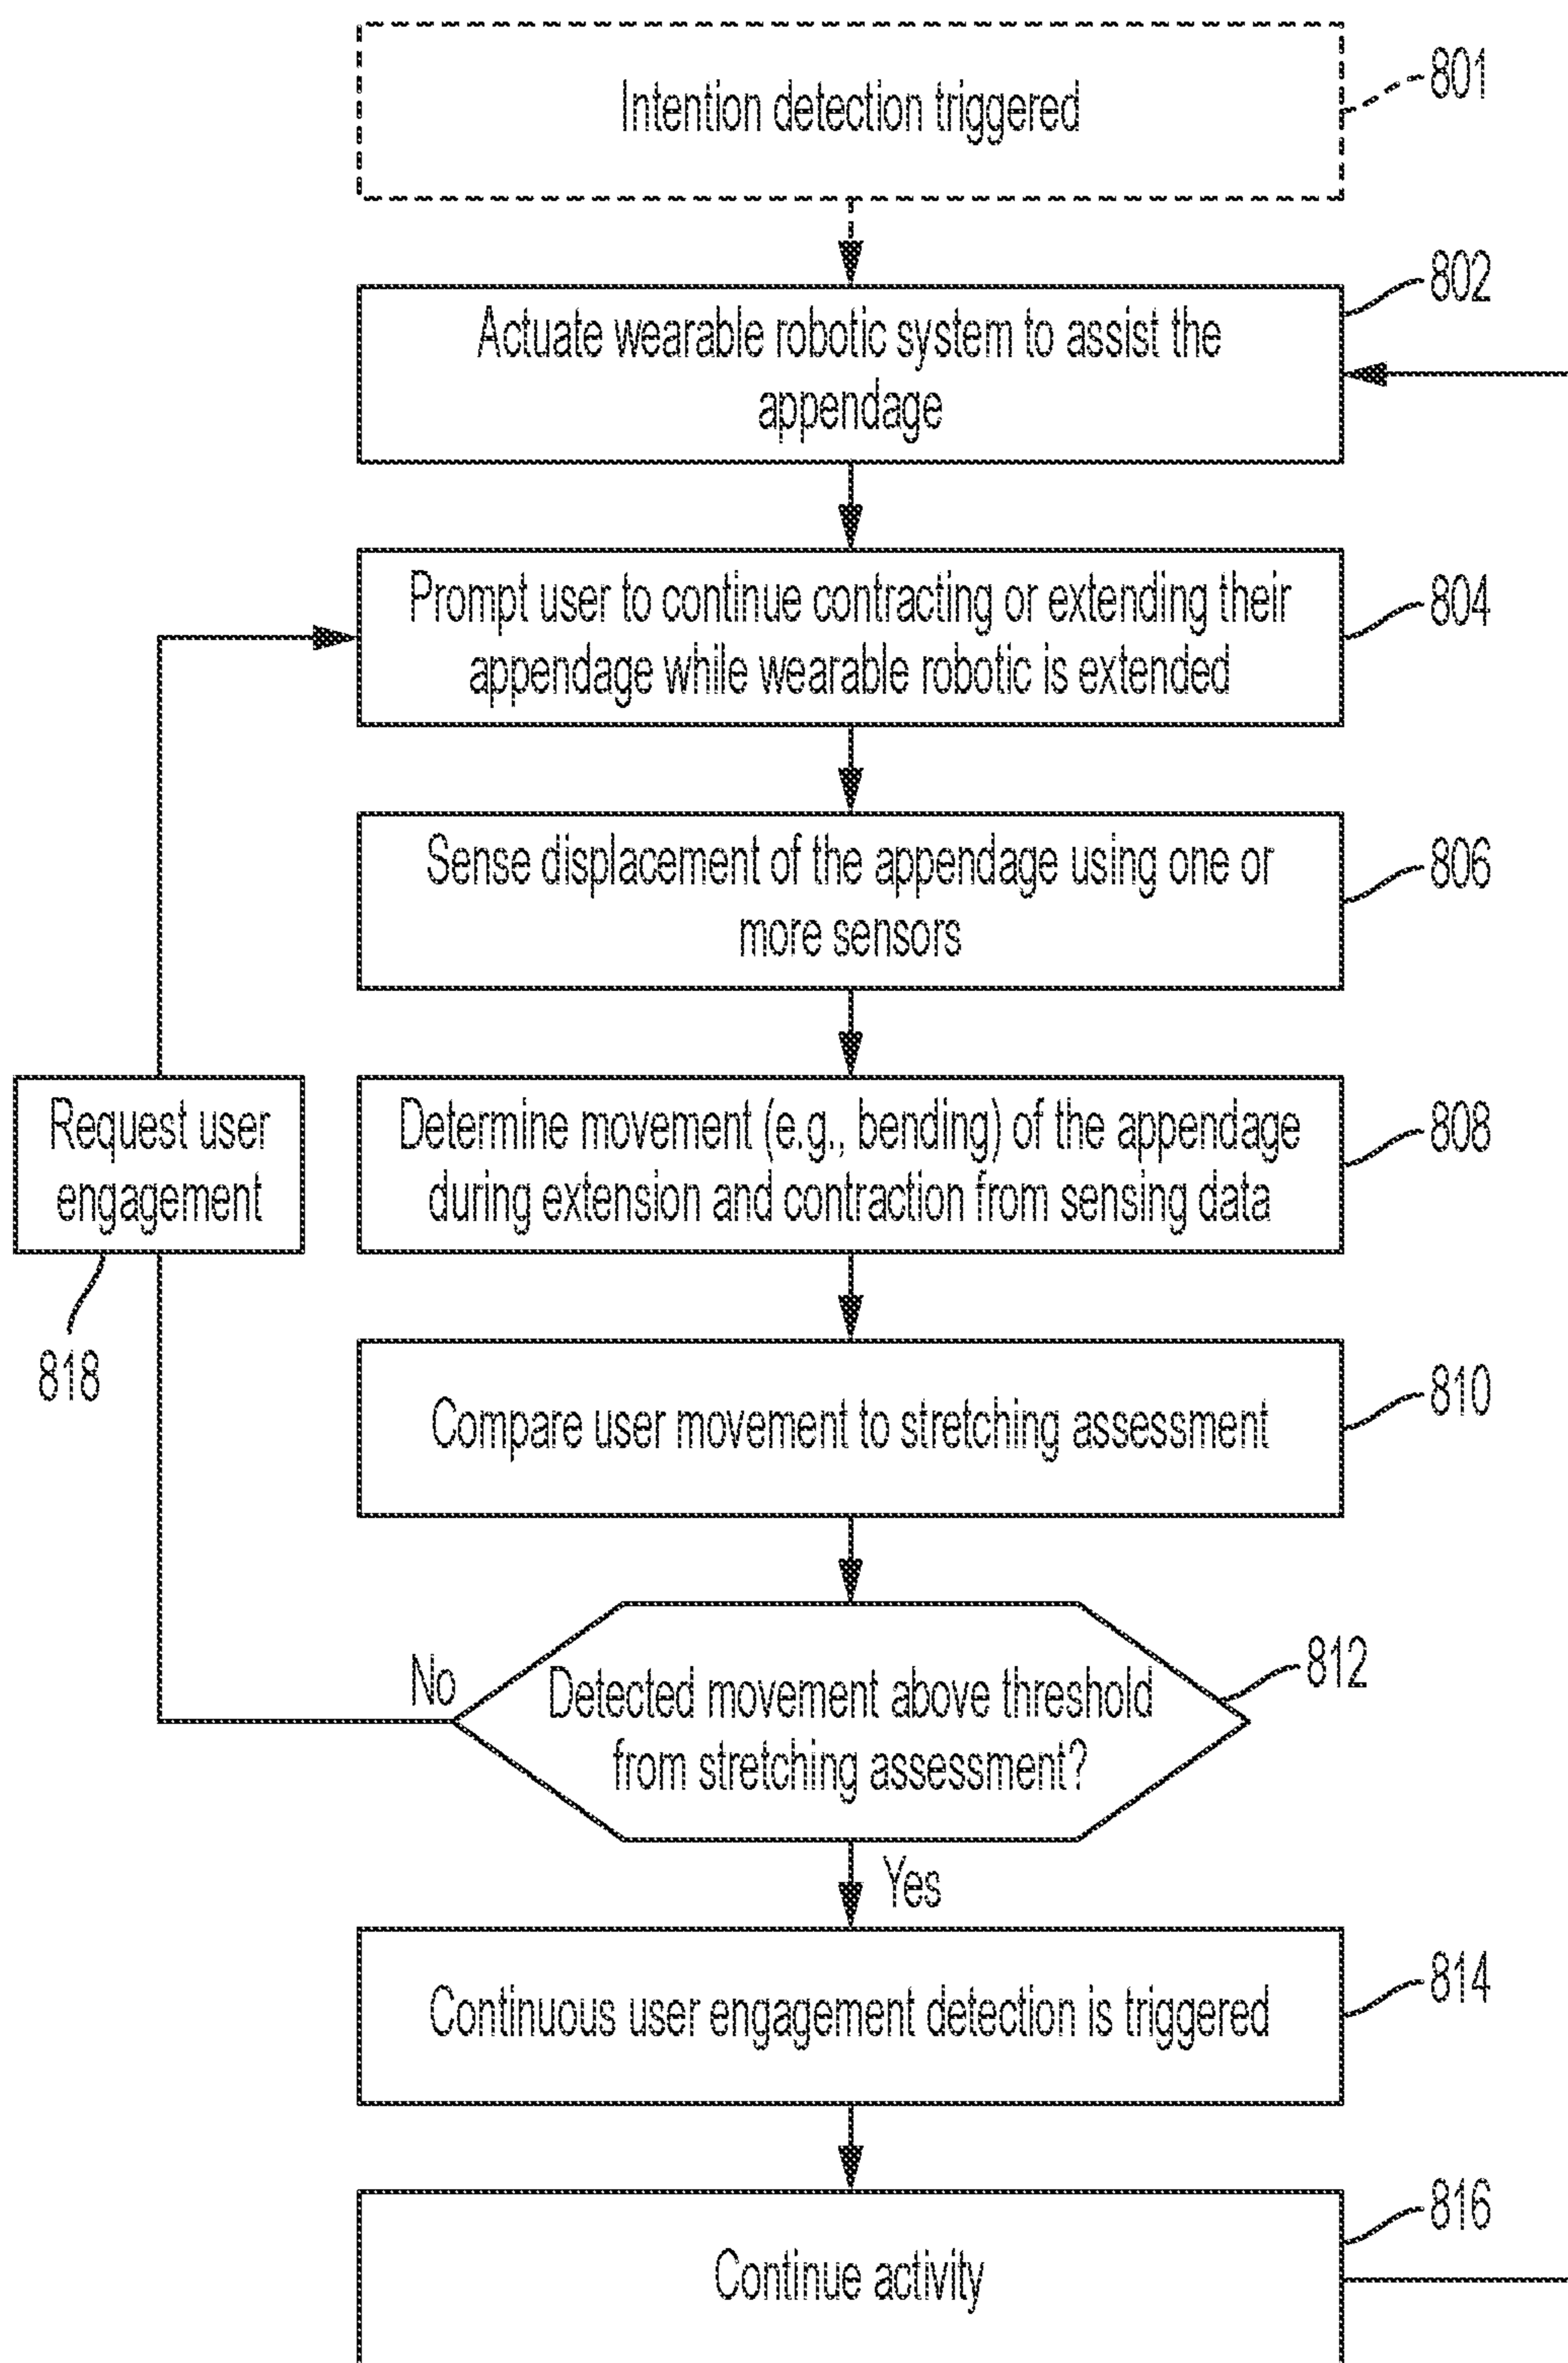 Intention detection triggered
801
802
Actuate wearable robotic system to assist the
appendage
Prompt user to continue contracting or extending their
appendage while wearable robotic is extended
804
Sense displacement of the appendage using one or
more sensors
806
Request user
engagement
818
Determine movement (e.g., bending) of the appendage
during extension and contraction from sensing data
808
Compare user movement to stretching assessment
810
No
Detected movement above threshold
from stretching assessment?
812
Yes
Continuous user engagement detection is triggered
814
Continue activity
816